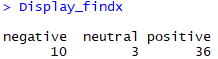 > Display_findx
negative neutral positive
10 3 36